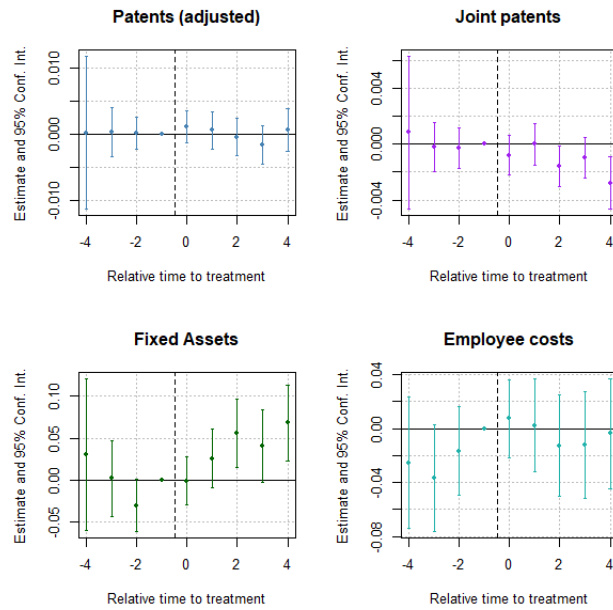 Patents (adjusted)
Estimate and 95% Conf. Int.
0.010
0.000
-0.010
-4 -2 0 2 4
Relative time to treatment
Joint patents
Estimate and 95% Conf. Int.
0.004
0.000
-0.004
-4 -2 0 2 4
Relative time to treatment
Fixed Assets
Estimate and 95% Conf. Int.
0.10
0.05
0.00
-0.05
-4 -2 0 2 4
Relative time to treatment
Employee costs
Estimate and 95% Conf. Int.
0.04
0.00
-0.04
-0.08
-4 -2 0 2 4
Relative time to treatment